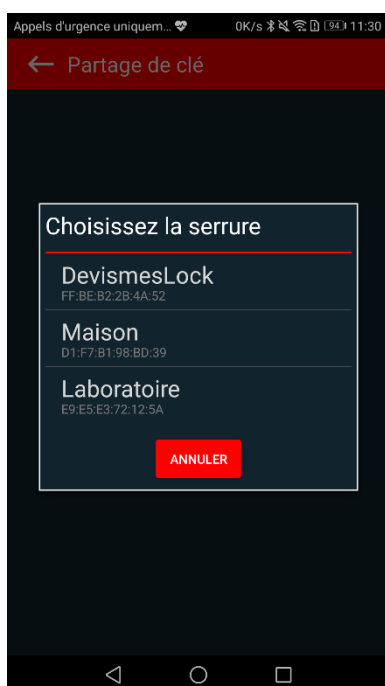 Appels d'urgence uniquem... 0K/s 94 11:30
Partage de clé
Choisissez la serrure
DevismesLock
FF:BE:B2:2B:4A:52
Maison
D1:F7:B1:98:BD:39
Laboratoire
E9:E5:E3:72:12:5A
ANNULER